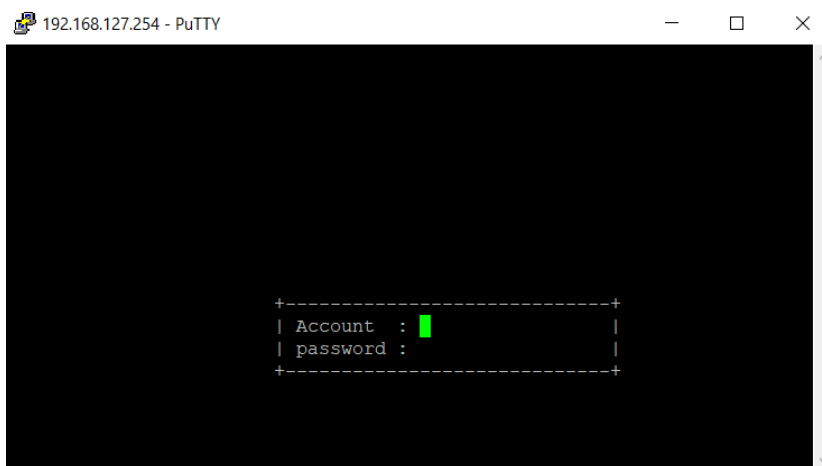 192.168.127.254 - PuTTY
+-----------------------------+
| Account  :                  |
| password :                  |
+-----------------------------+